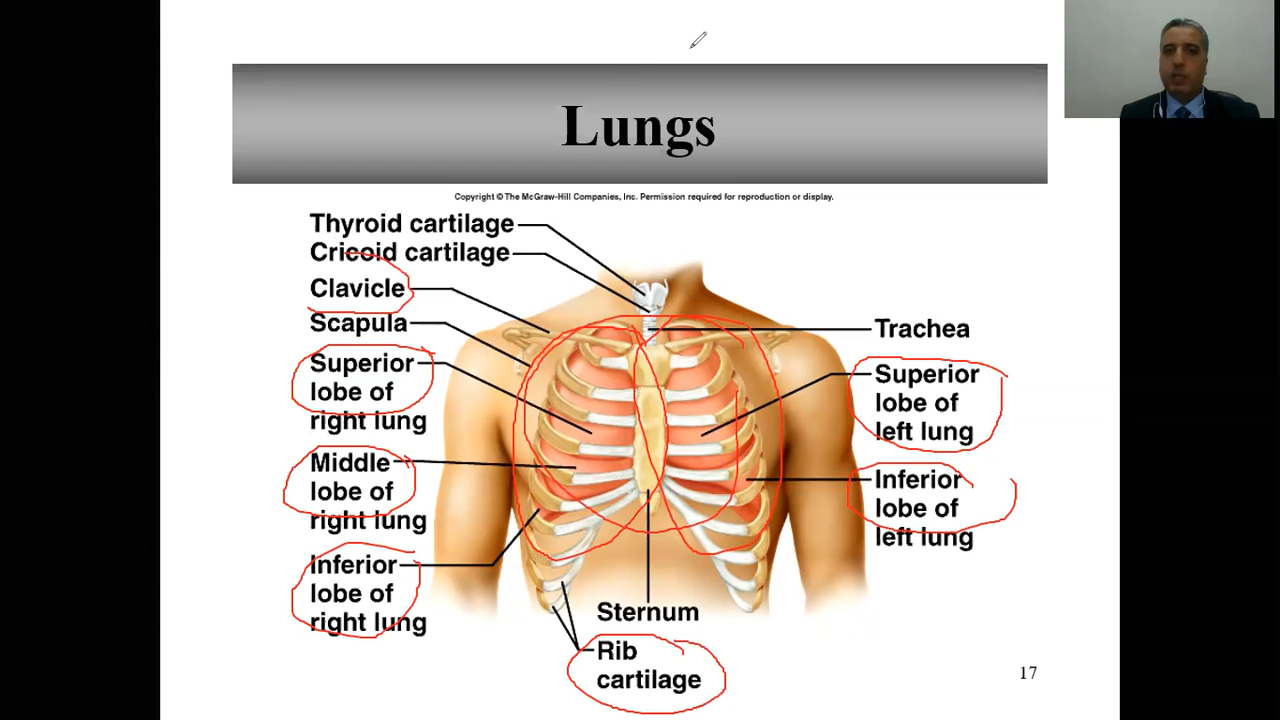 Lungs
Copyright © The McGraw-Hill Companies, Inc. Permission required for reproduction or display.
Thyroid cartilage
Cricoid cartilage
Clavicle
Scapula
Superior
lobe of
right lung
Middle
lobe of
right lung
Inferior
lobe of
right lung
Trachea
Superior
lobe of
left lung
Inferior
lobe of
left lung
Sternum
Rib
cartilage
17